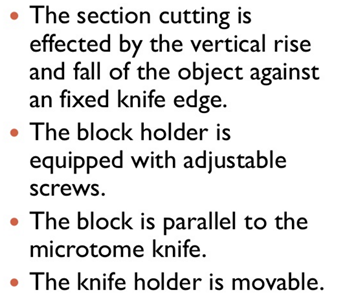 • The section cutting is
effected by the vertical rise
and fall of the object against
an fixed knife edge.
• The block holder is
equipped with adjustable
screws.
• The block is parallel to the
microtome knife.
• The knife holder is movable.